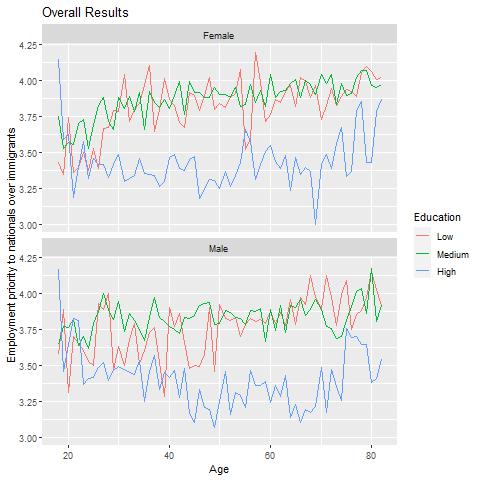 Overall Results
Female
4.25
4.00
3.75
3.50
3.25
3.00
Male
4.25
4.00
3.75
3.50
3.25
3.00
20
40
60
80
Age
Employment priority to nationals over immigrants
Education
Low
Medium
High